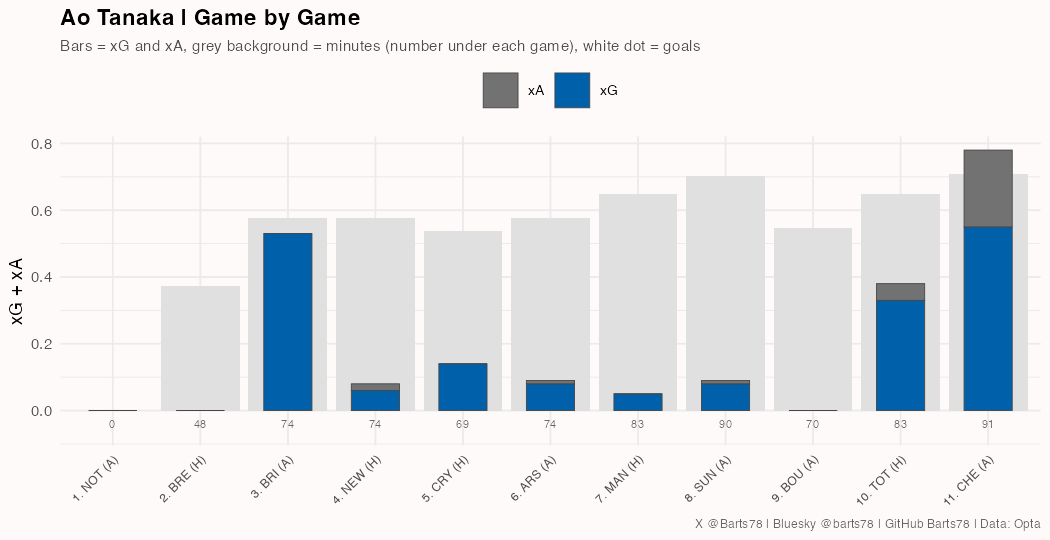 Ao Tanaka | Game by Game
Bars = xG and xA, grey background = minutes (number under each game), white dot = goals
xA xG
xG + xA
0.8
0.6
0.4
0.2
0.0
0 48 74 74 69 74 83 90 70 83 91
1. NOT (A)
2. BRE (H)
3. BRI (A)
4. NEW (H)
5. CRY (H)
6. ARS (A)
7. MAN (H)
8. SUN (A)
9. BOU (A)
10. TOT (H)
11. CHE (A)
X @Barts78 | Bluesky @barts78 | GitHub Barts78 | Data: Opta